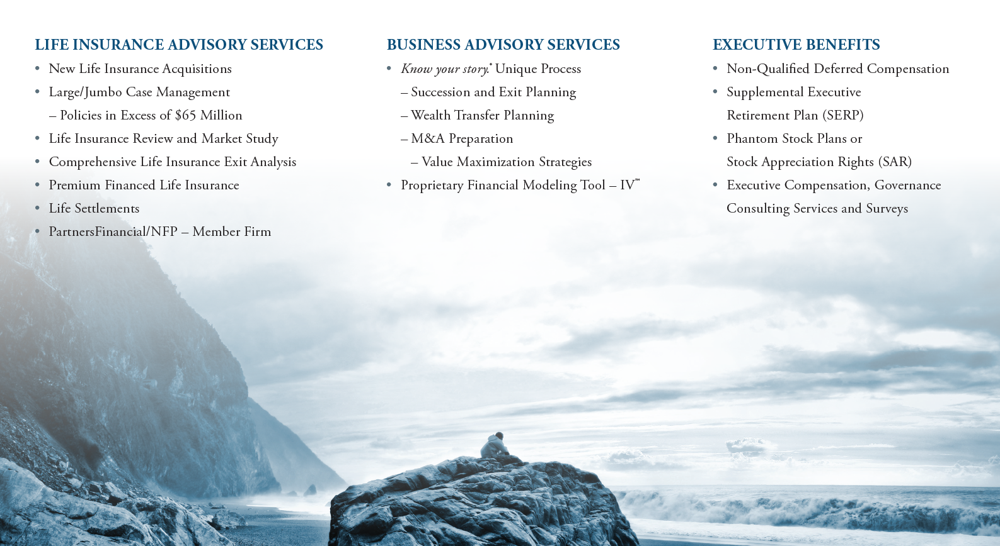 LIFE INSURANCE ADVISORY SERVICES
• New Life Insurance Acquisitions
• Large/Jumbo Case Management
– Policies in Excess of $65 Million
• Life Insurance Review and Market Study
• Comprehensive Life Insurance Exit Analysis
• Premium Financed Life Insurance
• Life Settlements
• PartnersFinancial/NFP – Member Firm
BUSINESS ADVISORY SERVICES
• Know your story.® Unique Process
– Succession and Exit Planning
– Wealth Transfer Planning
– M&A Preparation
– Value Maximization Strategies
• Proprietary Financial Modeling Tool – IV™
EXECUTIVE BENEFITS
• Non-Qualified Deferred Compensation
• Supplemental Executive
Retirement Plan (SERP)
• Phantom Stock Plans or
Stock Appreciation Rights (SAR)
• Executive Compensation, Governance
Consulting Services and Surveys